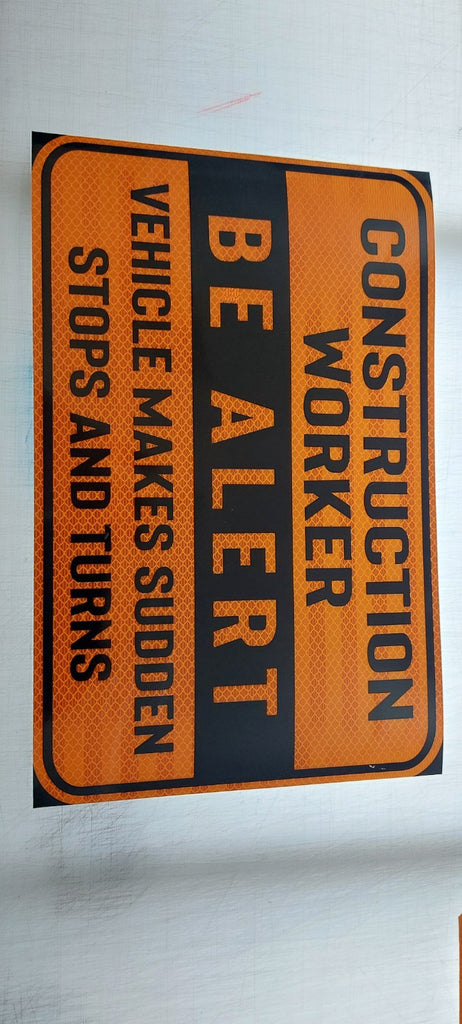 CONSTRUCTION
WORKER
BE ALERT
VEHICLE MAKES SUDDEN
STOPS AND TURNS